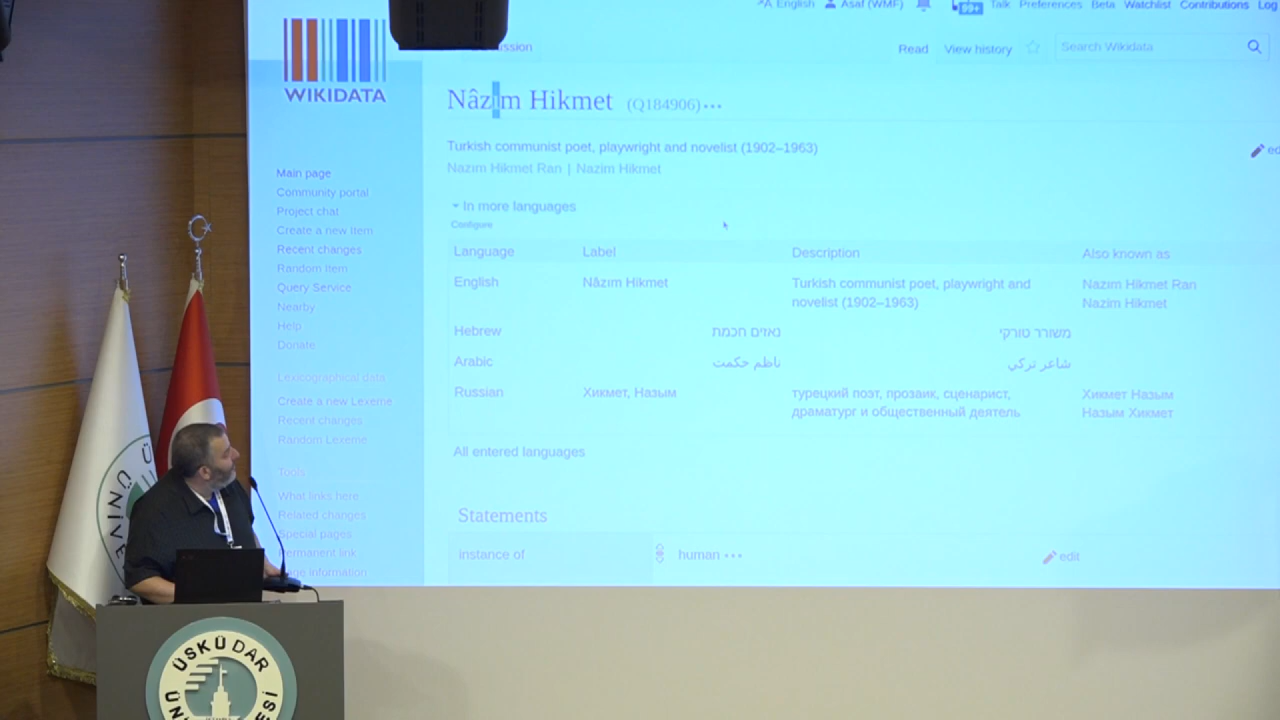 English
Asaf (WMF)
99+
Talk
Preferences
Beta
Watchlist
Contributions
Log
WIKIDATA
Read
View history
Search Wikidata
Nâzım Hikmet (Q184906)
Turkish communist poet, playwright and novelist (1902–1963)
Nazım Hikmet Ran | Nazim Hikmet
In more languages
Configure
Language Label Description Also known as
English Nâzım Hikmet Turkish communist poet, playwright and Nazım Hikmet Ran
novelist (1902–1963) Nazim Hikmet
Hebrew נאזים חכמת משורר טורקי
Arabic ناظم حكمت شاعر تركي
Russian Хикмет, Назым турецкий поэт, прозаик, сценарист, Хикмет Назым
драматург и общественный деятель Назым Хикмет
All entered languages
Statements
instance of human edit
Main page
Community portal
Project chat
Create a new Item
Recent changes
Random Item
Query Service
Nearby
Help
Donate
Lexicographical data
Create a new Lexeme
Recent changes
Random Lexeme
Tools
What links here
Related changes
Special pages
Permanent link
ÜSKÜDAR